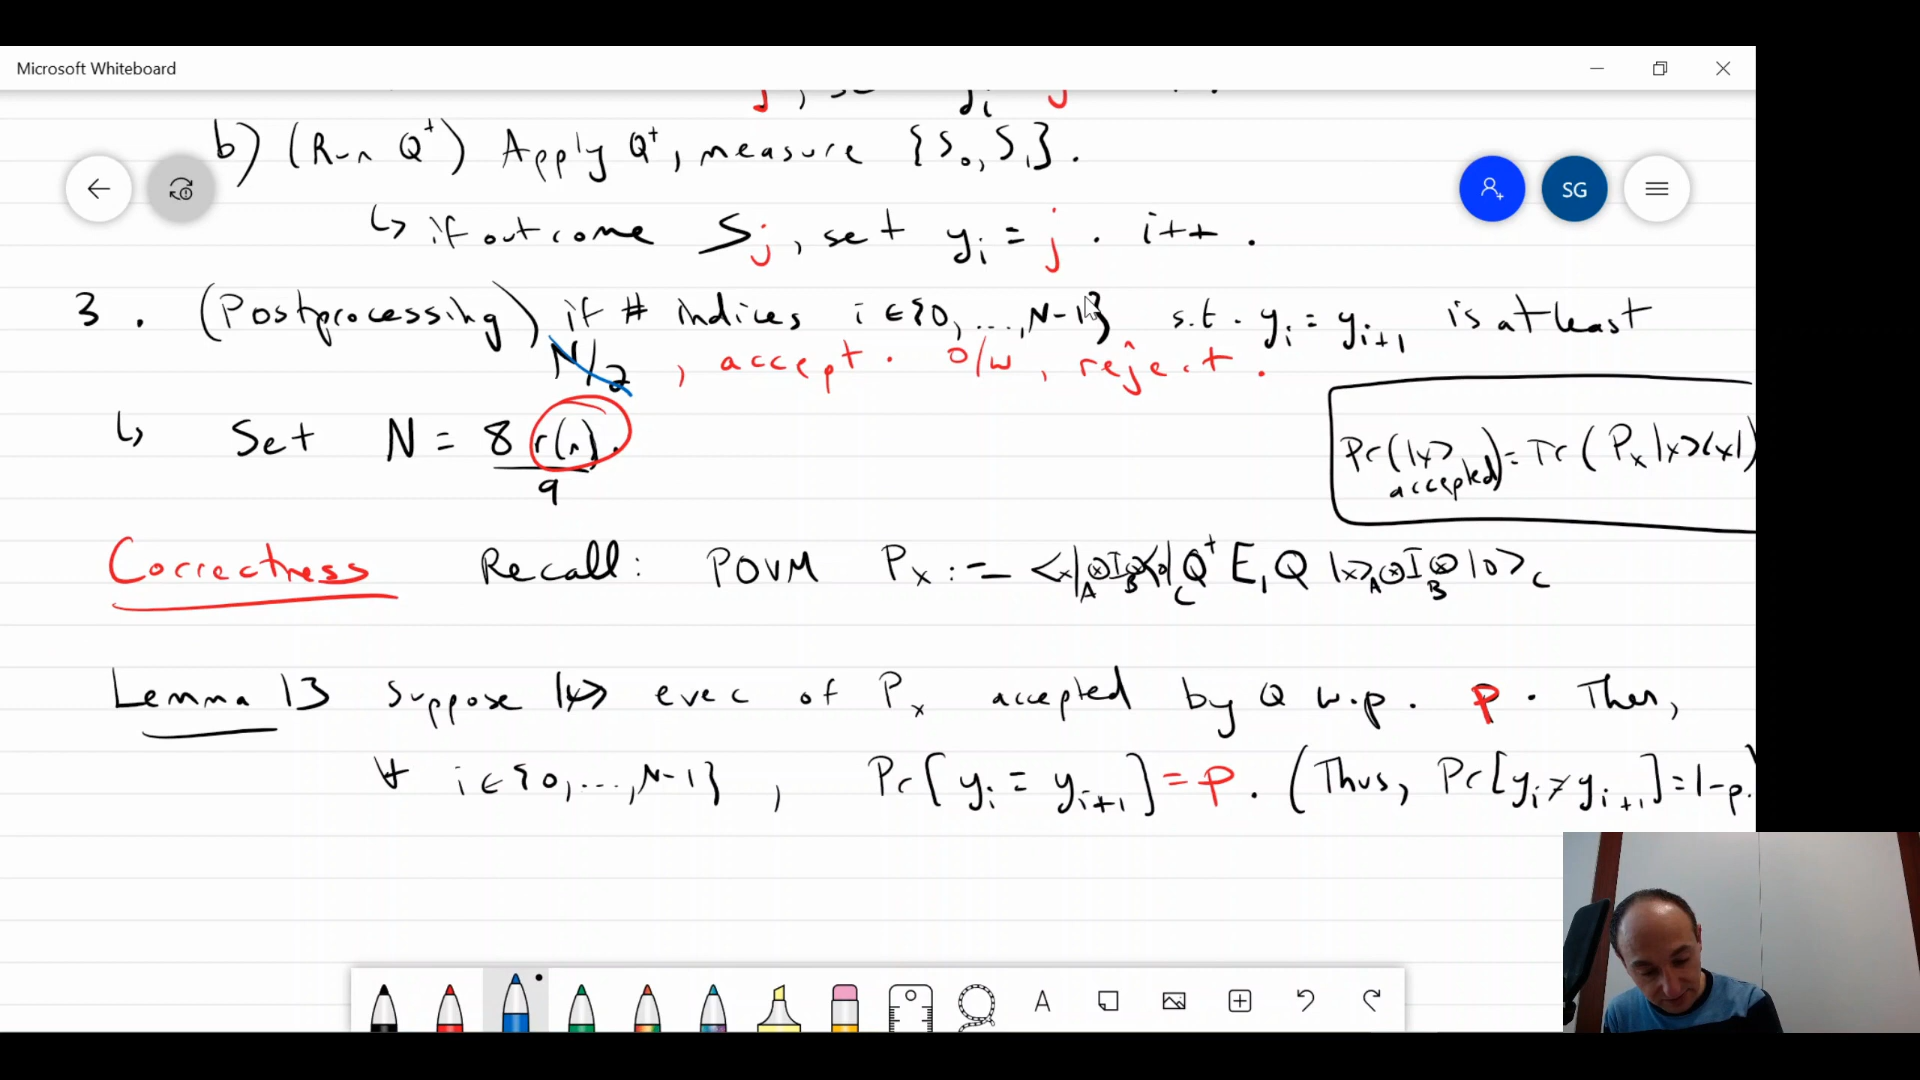 Microsoft Whiteboard
b) (Run Q†) Apply Q†, measure {S₀, S₁}.
↳ if outcome Sⱼ, set yᵢ = j. i++.
SG
3. (Postprocessing) if # indices i ∈ {0, ..., N-1} s.t. yᵢ = yᵢ₊₁ is at least
N/2, accept. o/w, reject.
↳ Set N = 8 r(n). / 9
Pr(|ψ> accepted) = Tr(Pₓ|ψ><ψ|)
Correctness Recall: POVM Pₓ := <x|_A ⊗ I_B ⊗ <0|_C Q† E₁ Q |x>_A ⊗ I_B ⊗ |0>_C
Lemma 13 Suppose |ψ> evec of Pₓ accepted by Q w.p. p. Then,
∀ i ∈ {0, ..., N-1}, Pr[yᵢ = yᵢ₊₁] = p. (Thus, Pr[yᵢ ≠ yᵢ₊₁] = 1-p.
A